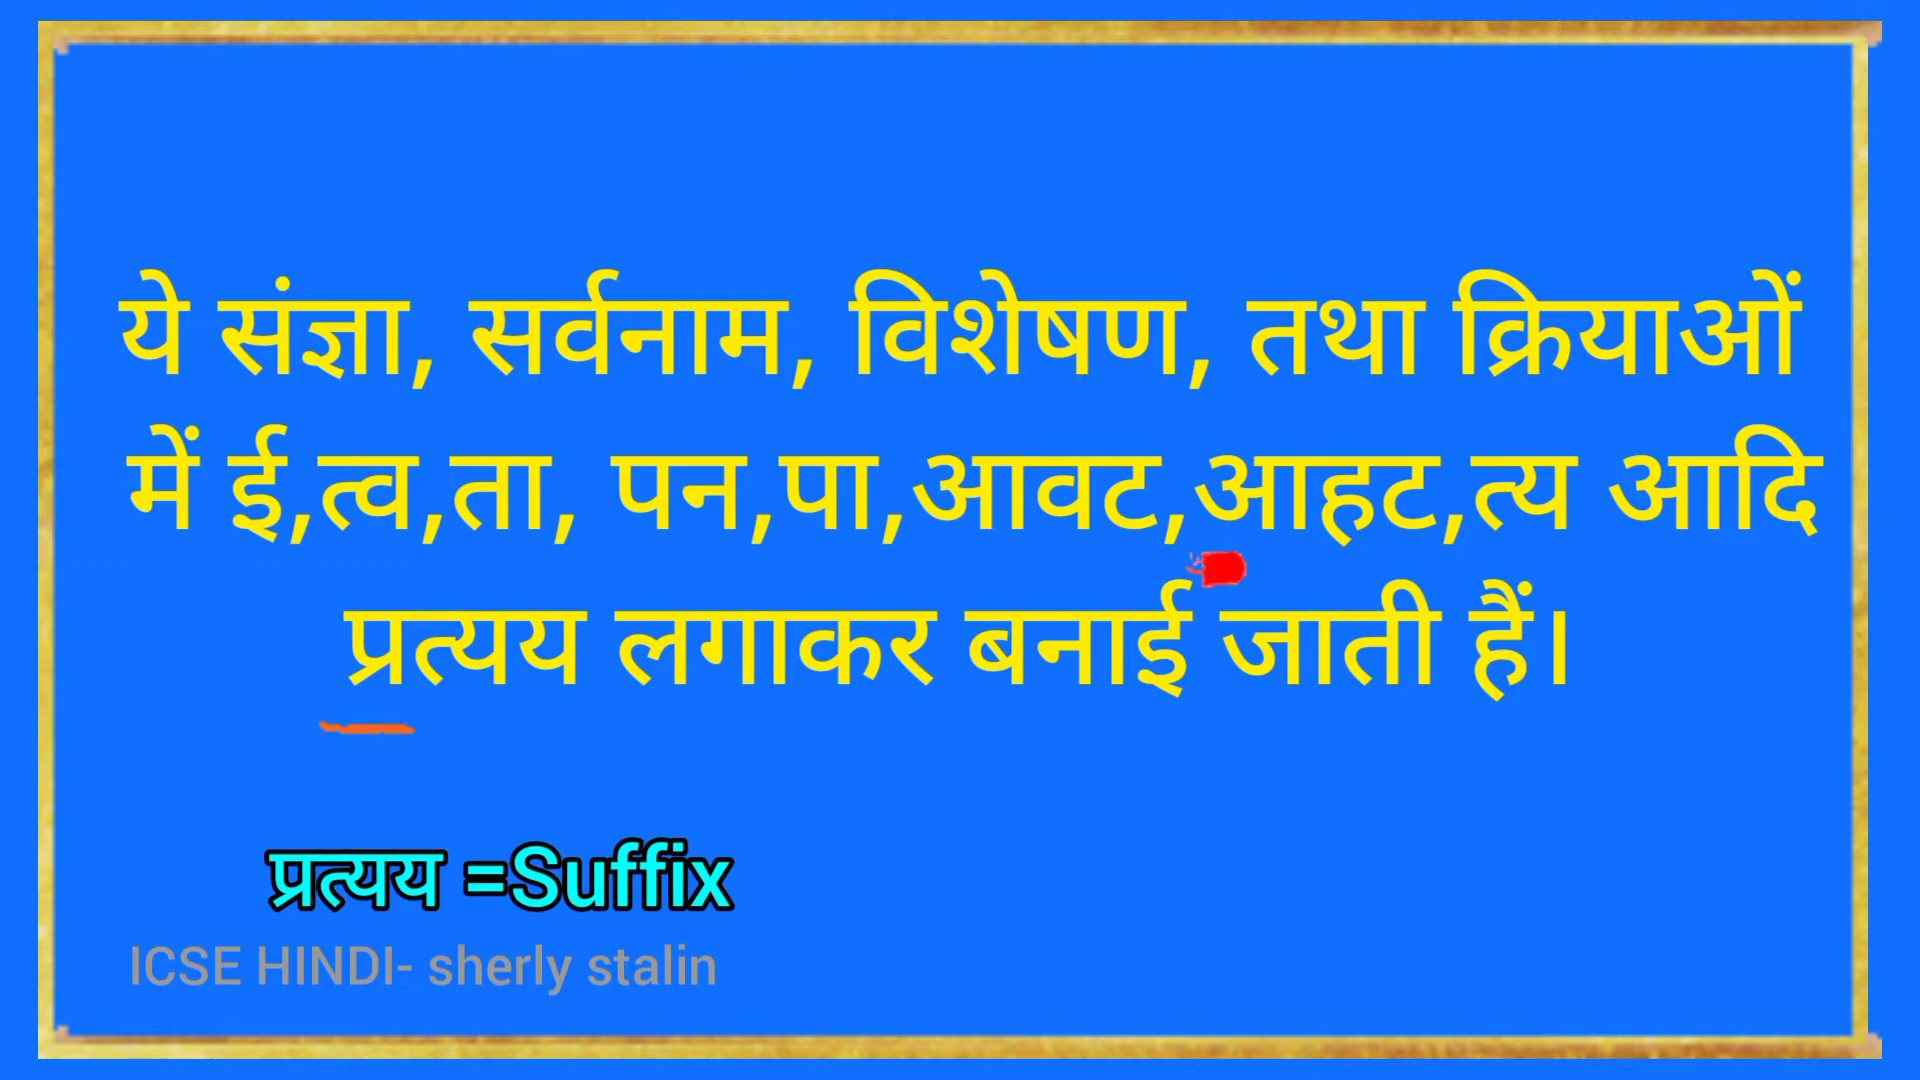 ये संज्ञा, सर्वनाम, विशेषण, तथा क्रियाओं
में ई,त्व,ता, पन,पा,आवट,आहट,त्य आदि
प्रत्यय लगाकर बनाई जाती हैं।
प्रत्यय =Suffix
ICSE HINDI- sherly stalin